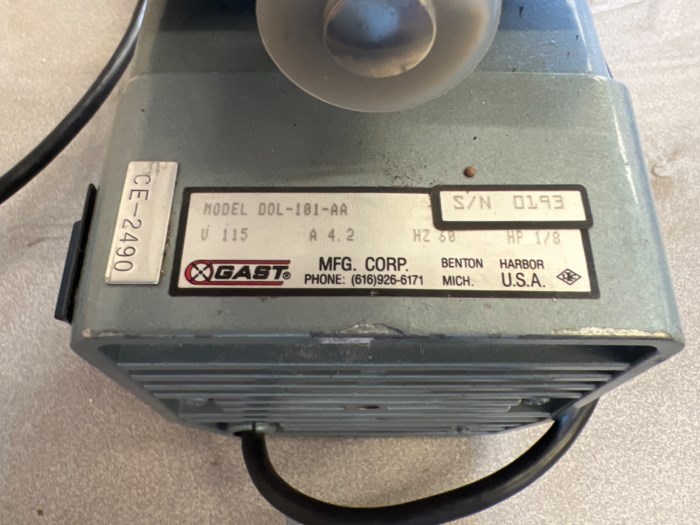 CE-2490
MODEL DOL-101-AA
S/N 0193
V 115 A 4.2 HZ 60 HP 1/8
GAST® MFG. CORP. BENTON HARBOR
PHONE: (616)926-6171 MICH. U.S.A.